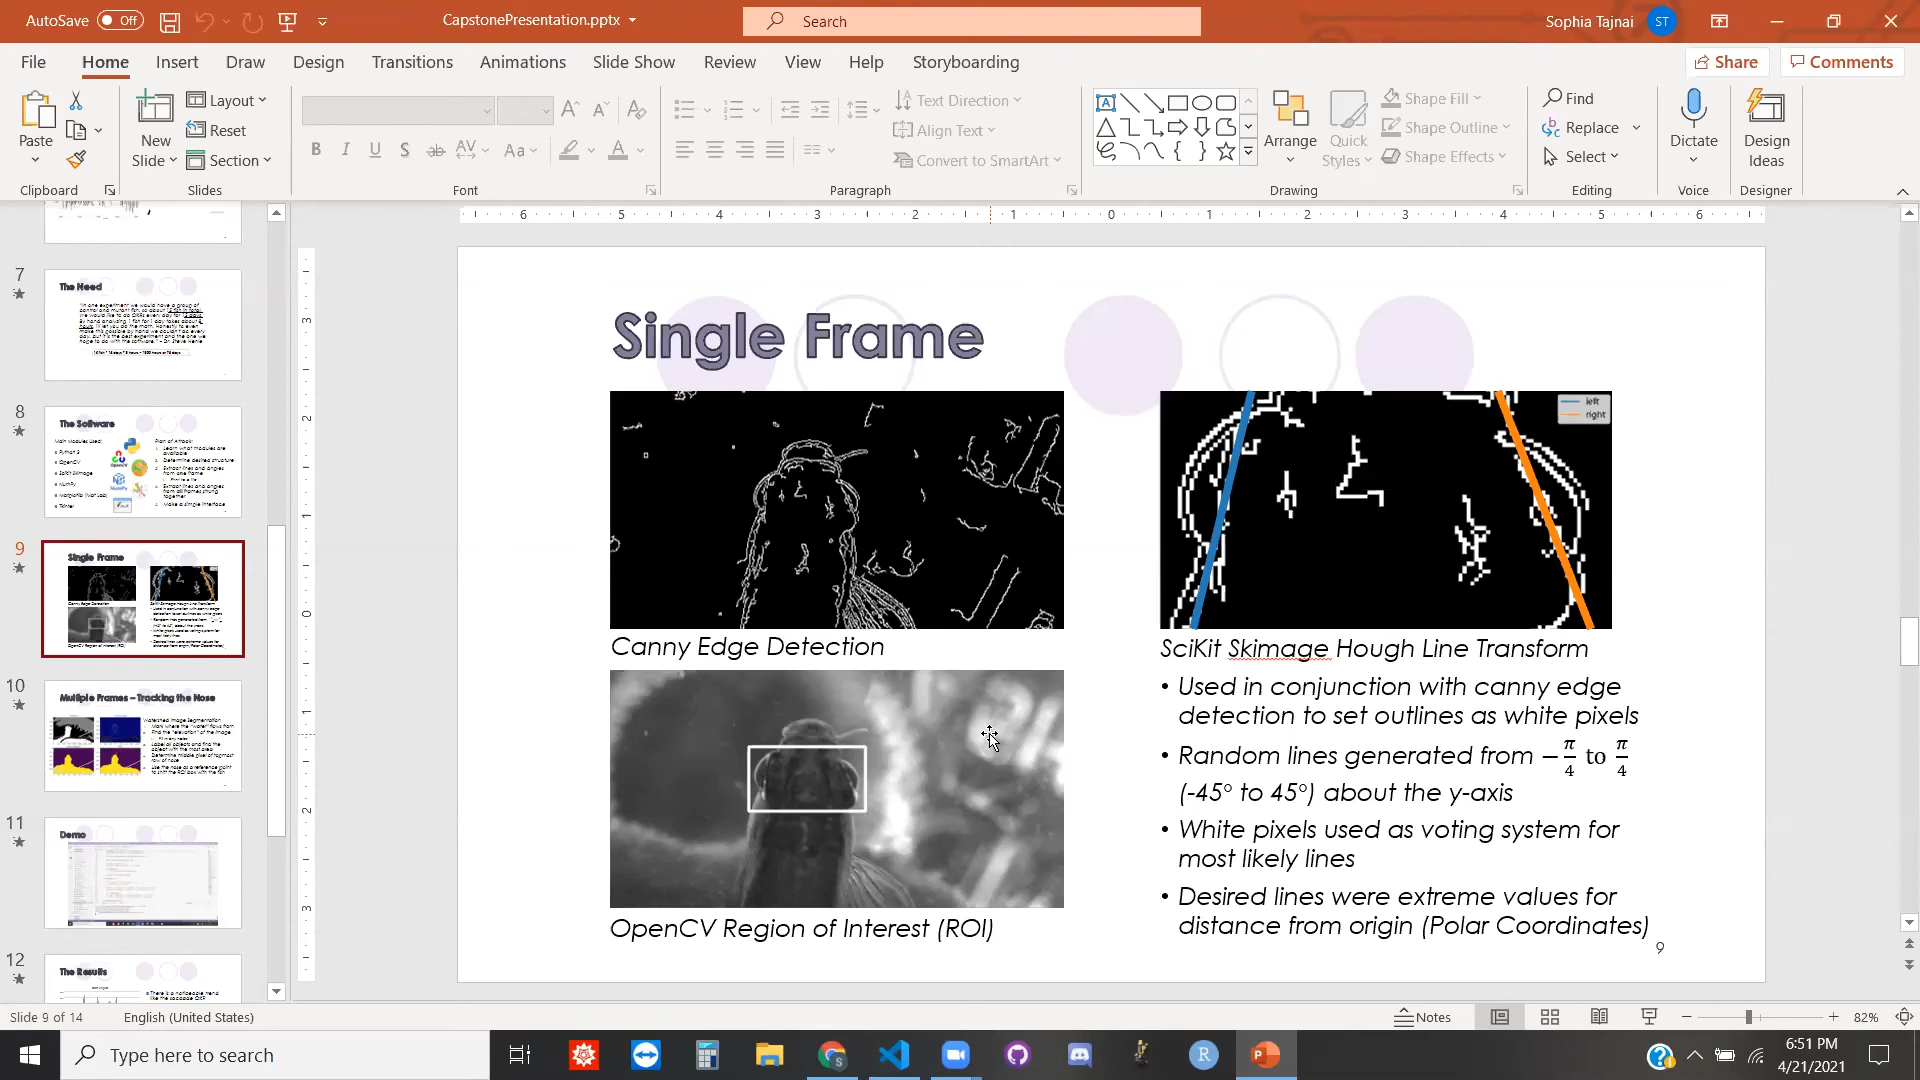 AutoSave Off
CapstonePresentation.pptx
Search
Sophia Tajnai ST
File Home Insert Draw Design Transitions Animations Slide Show Review View Help Storyboarding
Share Comments
Paste
New
Slide
Layout
Reset
Section
Text Direction
Align Text
Convert to SmartArt
Arrange
Quick
Styles
Shape Fill
Shape Outline
Shape Effects
Find
Replace
Select
Dictate
Design
Ideas
Clipboard Slides Font Paragraph Drawing Editing Voice Designer
7
The Need
8
The Software
9
Single Frame
10
Multiple Frames – Tracking the Nose
11
Demo
12
The Results
Single Frame
left
right
Canny Edge Detection
OpenCV Region of Interest (ROI)
SciKit Skimage Hough Line Transform
• Used in conjunction with canny edge
detection to set outlines as white pixels
• Random lines generated from −π/4 to π/4
(-45° to 45°) about the y-axis
• White pixels used as voting system for
most likely lines
• Desired lines were extreme values for
distance from origin (Polar Coordinates)
9
Slide 9 of 14 English (United States)
Notes
82%
Type here to search
6:51 PM
4/21/2021